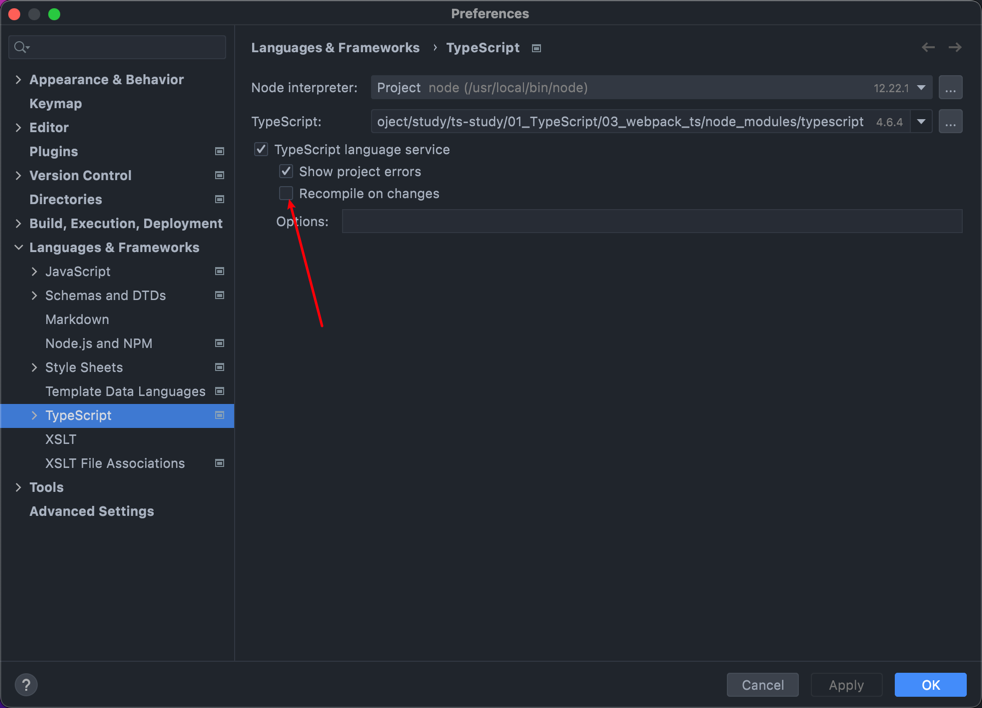 Preferences
Languages & Frameworks › TypeScript
Appearance & Behavior
Keymap
Editor
Plugins
Version Control
Directories
Build, Execution, Deployment
Languages & Frameworks
JavaScript
Schemas and DTDs
Markdown
Node.js and NPM
Style Sheets
Template Data Languages
TypeScript
XSLT
XSLT File Associations
Tools
Advanced Settings
Node interpreter: Project node (/usr/local/bin/node) 12.22.1 ...
TypeScript: oject/study/ts-study/01_TypeScript/03_webpack_ts/node_modules/typescript 4.6.4 ...
TypeScript language service
Show project errors
Recompile on changes
Options:
? Cancel Apply OK